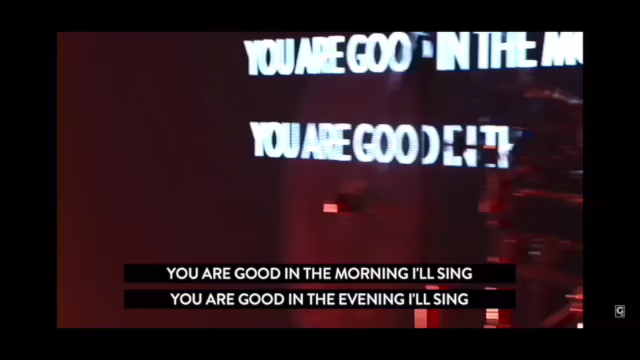 YOU ARE GOOD IN THE
YOU ARE GOOD
YOU ARE GOOD IN THE MORNING I'LL SING
YOU ARE GOOD IN THE EVENING I'LL SING
G